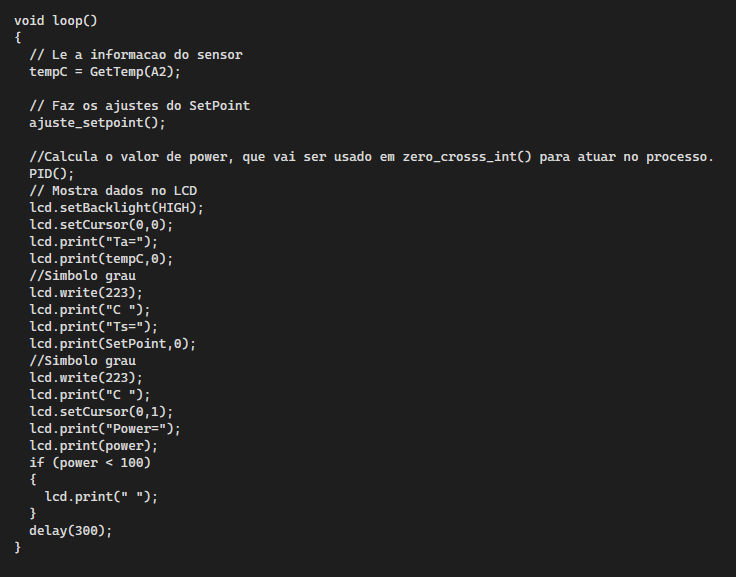 void loop()
{
  // Le a informacao do sensor
  tempC = GetTemp(A2);

  // Faz os ajustes do SetPoint
  ajuste_setpoint();

  //Calcula o valor de power, que vai ser usado em zero_crosss_int() para atuar no processo.
  PID();
  // Mostra dados no LCD
  lcd.setBacklight(HIGH);
  lcd.setCursor(0,0);
  lcd.print("Ta=");
  lcd.print(tempC,0);
  //Simbolo grau
  lcd.write(223);
  lcd.print("C ");
  lcd.print("Ts=");
  lcd.print(SetPoint,0);
  //Simbolo grau
  lcd.write(223);
  lcd.print("C ");
  lcd.setCursor(0,1);
  lcd.print("Power=");
  lcd.print(power);
  if (power < 100)
  {
    lcd.print(" ");
  }
  delay(300);
}